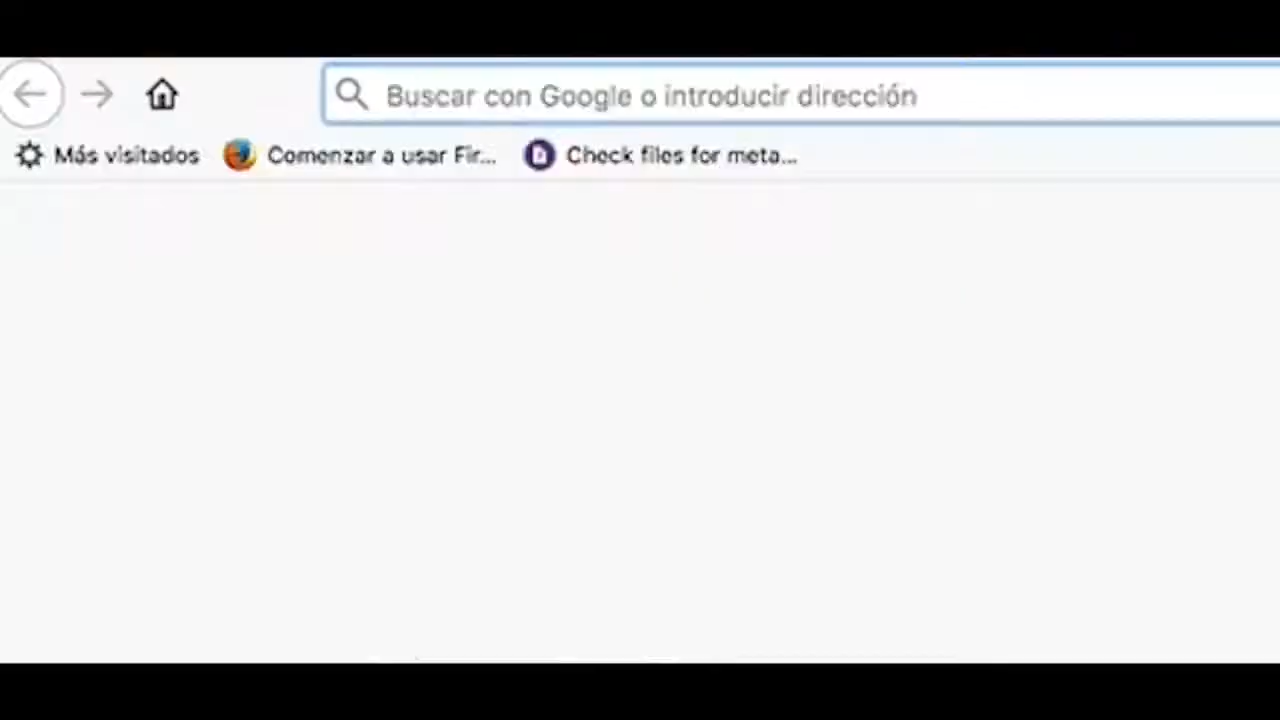 Buscar con Google o introducir dirección
Más visitados Comenzar a usar Fir... Check files for meta...